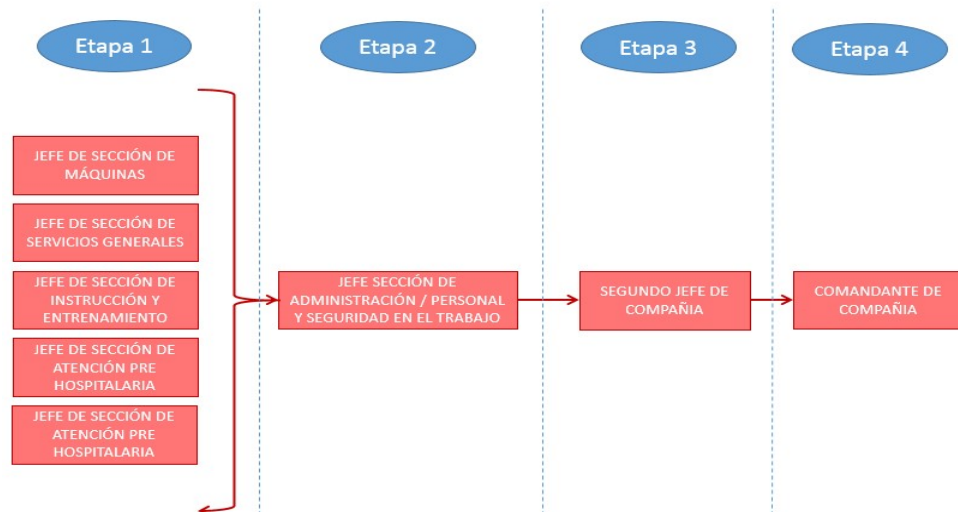 Etapa 1
Etapa 2
Etapa 3
Etapa 4
JEFE DE SECCIÓN DE
MÁQUINAS
JEFE DE SECCIÓN DE
SERVICIOS GENERALES
JEFE DE SECCIÓN DE
INSTRUCCIÓN Y
ENTRENAMIENTO
JEFE DE SECCIÓN DE
ATENCIÓN PRE
HOSPITALARIA
JEFE DE SECCIÓN DE
ATENCIÓN PRE
HOSPITALARIA
JEFE SECCIÓN DE
ADMINISTRACIÓN / PERSONAL
Y SEGURIDAD EN EL TRABAJO
SEGUNDO JEFE DE
COMPAÑIA
COMANDANTE DE
COMPAÑIA